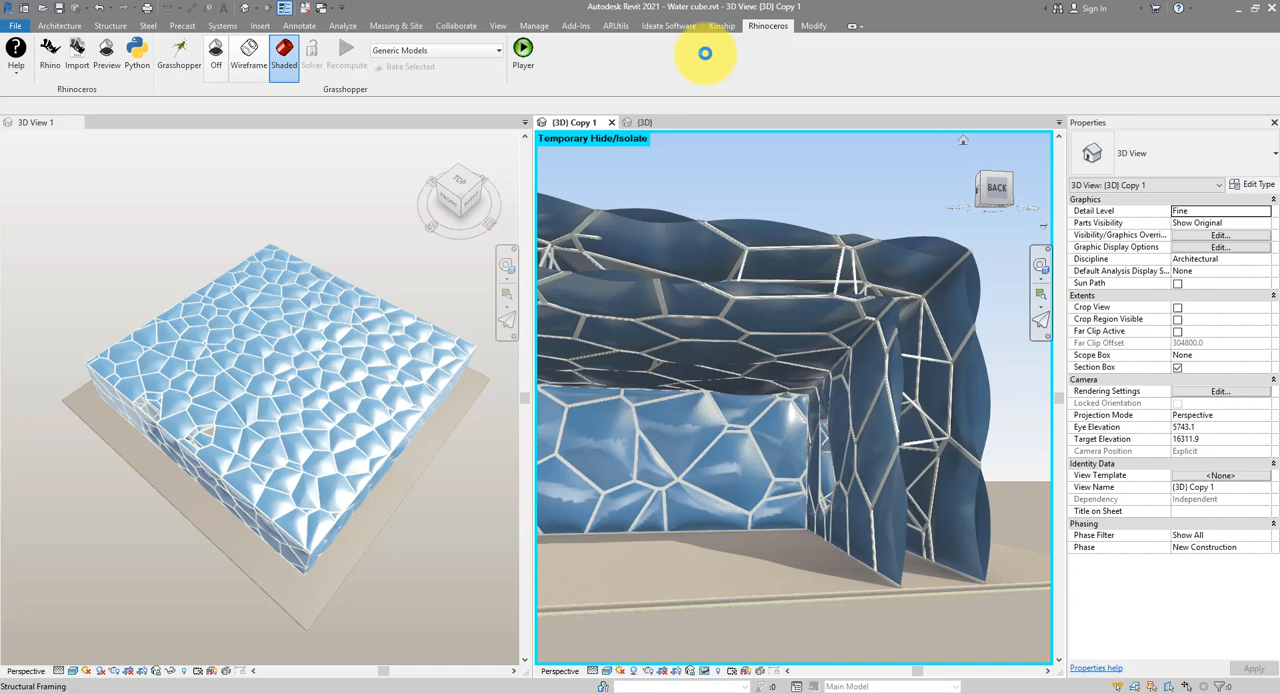 Autodesk Revit 2021 - Water cube.rvt - 3D View: {3D} Copy 1
Sign In
File Architecture Structure Steel Precast Systems Insert Annotate Analyze Massing & Site Collaborate View Manage Add-Ins ARUtils Ideate Software Kinship Rhinoceros Modify
Help Rhino Import Preview Python Grasshopper Off Wireframe Shaded Solver Recompute Player
Generic Models
Bake Selected
Rhinoceros Grasshopper
3D View 1
{3D} Copy 1
{3D}
Temporary Hide/Isolate
TOP
FRONT
BACK
Properties
3D View
3D View: {3D} Copy 1 Edit Type
Graphics
Detail Level Fine
Parts Visibility Show Original
Visibility/Graphics Overri... Edit...
Graphic Display Options Edit...
Discipline Architectural
Default Analysis Display S... None
Sun Path
Extents
Crop View
Crop Region Visible
Far Clip Active
Far Clip Offset 304800.0
Scope Box None
Section Box
Camera
Rendering Settings Edit...
Locked Orientation
Projection Mode Perspective
Eye Elevation 5743.1
Target Elevation 16311.9
Camera Position Explicit
Identity Data
View Template <None>
View Name {3D} Copy 1
Dependency Independent
Title on Sheet
Phasing
Phase Filter Show All
Phase New Construction
Properties help Apply
Perspective
Perspective
Structural Framing
:0
Main Model
:0